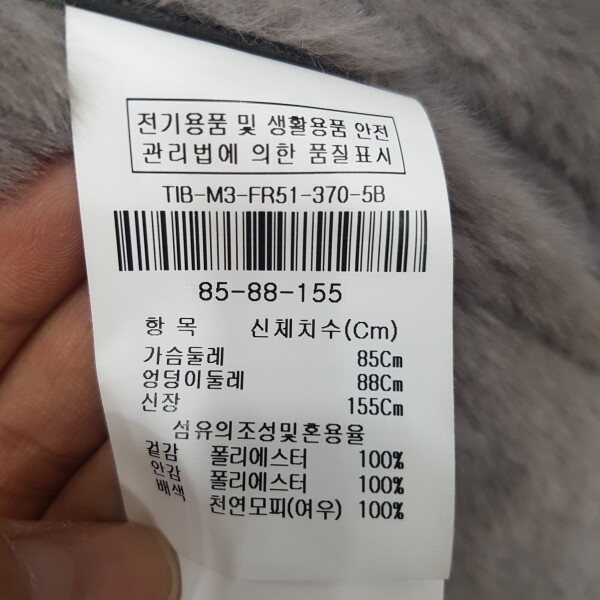 전기용품 및 생활용품 안전
관리법에 의한 품질표시
TIB-M3-FR51-370-5B
85-88-155
항 목 신체치수(Cm)
가슴둘레 85Cm
엉덩이둘레 88Cm
신장 155Cm
섬유의조성및혼용율
겉감 폴리에스터 100%
안감 폴리에스터 100%
배색 천연모피(여우) 100%